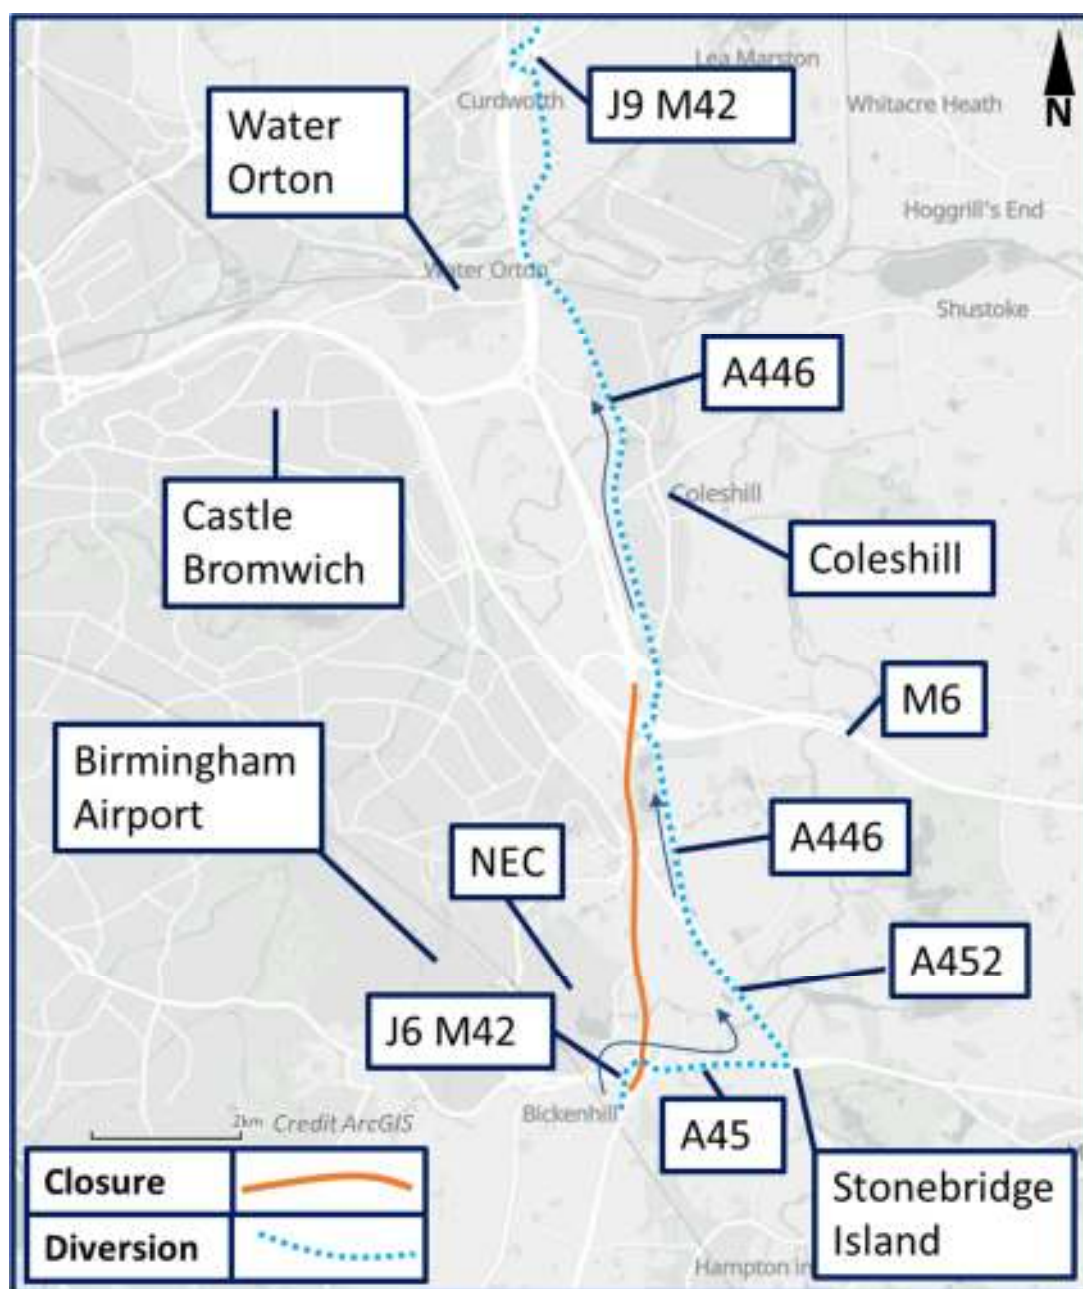 Lea Marston
J9 M42
Curdworth
Whitacre Heath
N
Water
Orton
Hoggrill's End
Water Orton
Shustoke
A446
Castle
Bromwich
Coleshill
Coleshill
M6
Birmingham
Airport
A446
NEC
A452
J6 M42
Bickenhill
2km Credit ArcGIS
A45
Stonebridge
Island
Closure
Diversion
Hampton in